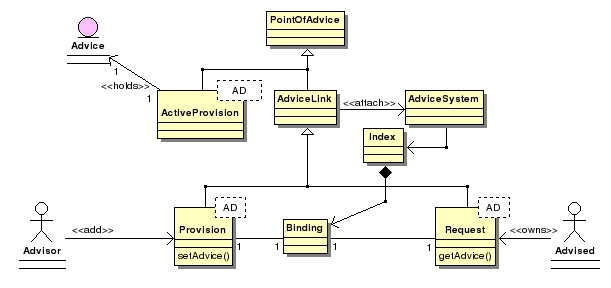 PointOfAdvice
Advice
1
<<holds>>
1
AD
ActiveProvision
AdviceLink
<<attach>>
AdviceSystem
Index
AD
AD
<<add>>
Provision
Binding
Request
<<owns>>
1
1
1
1
Advisor
setAdvice()
getAdvice()
Advised